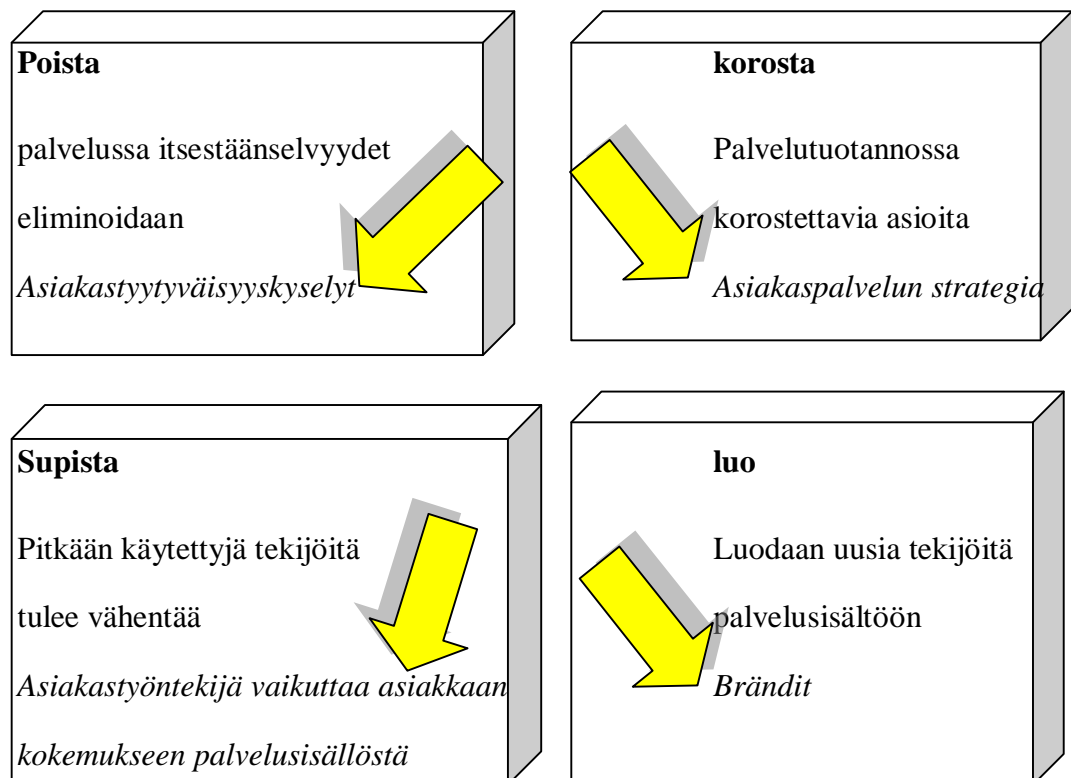 Poista
palvelussa itsestäänselvyydet
eliminoidaan
Asiakastyytyväisyyskyselyt
korosta
Palvelutuotannossa
korostettavia asioita
Asiakaspalvelun strategia
Supista
Pitkään käytettyjä tekijöitä
tulee vähentää
Asiakastyöntekijä vaikuttaa asiakkaan
kokemukseen palvelusisällöstä
luo
Luodaan uusia tekijöitä
palvelusisältöön
Brändit